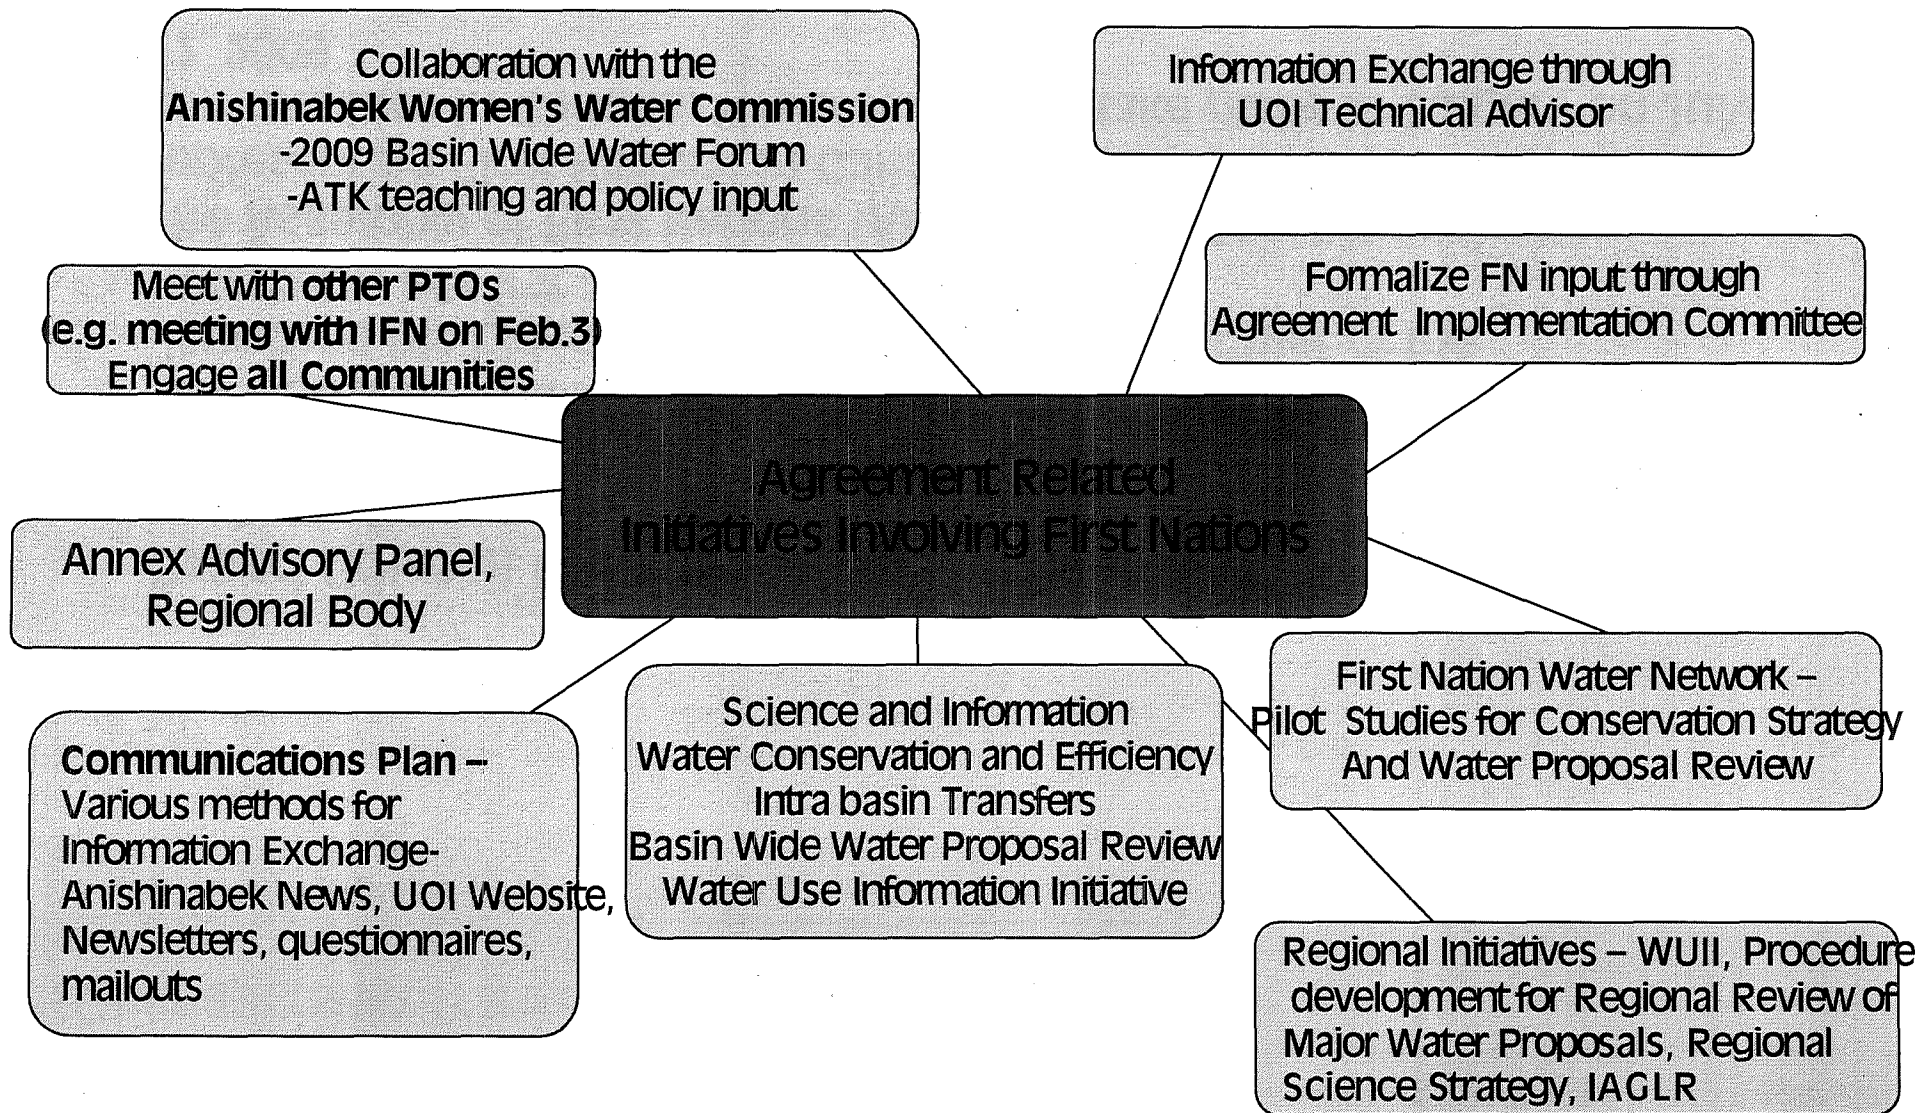 Collaboration with the
Anishinabek Women's Water Commission
-2009 Basin Wide Water Forum
-ATK teaching and policy input
Information Exchange through
UOI Technical Advisor
Meet with other PTOs
(e.g. meeting with IFN on Feb.3)
Engage all Communities
Formalize FN input through
Agreement Implementation Committee
Agreement Related
Initiatives Involving First Nations
Annex Advisory Panel,
Regional Body
First Nation Water Network –
Pilot Studies for Conservation Strategy
And Water Proposal Review
Communications Plan –
Various methods for
Information Exchange-
Anishinabek News, UOI Website,
Newsletters, questionnaires,
mailouts
Science and Information
Water Conservation and Efficiency
Intra basin Transfers
Basin Wide Water Proposal Review
Water Use Information Initiative
Regional Initiatives – WUII, Procedure
development for Regional Review of
Major Water Proposals, Regional
Science Strategy, IAGLR